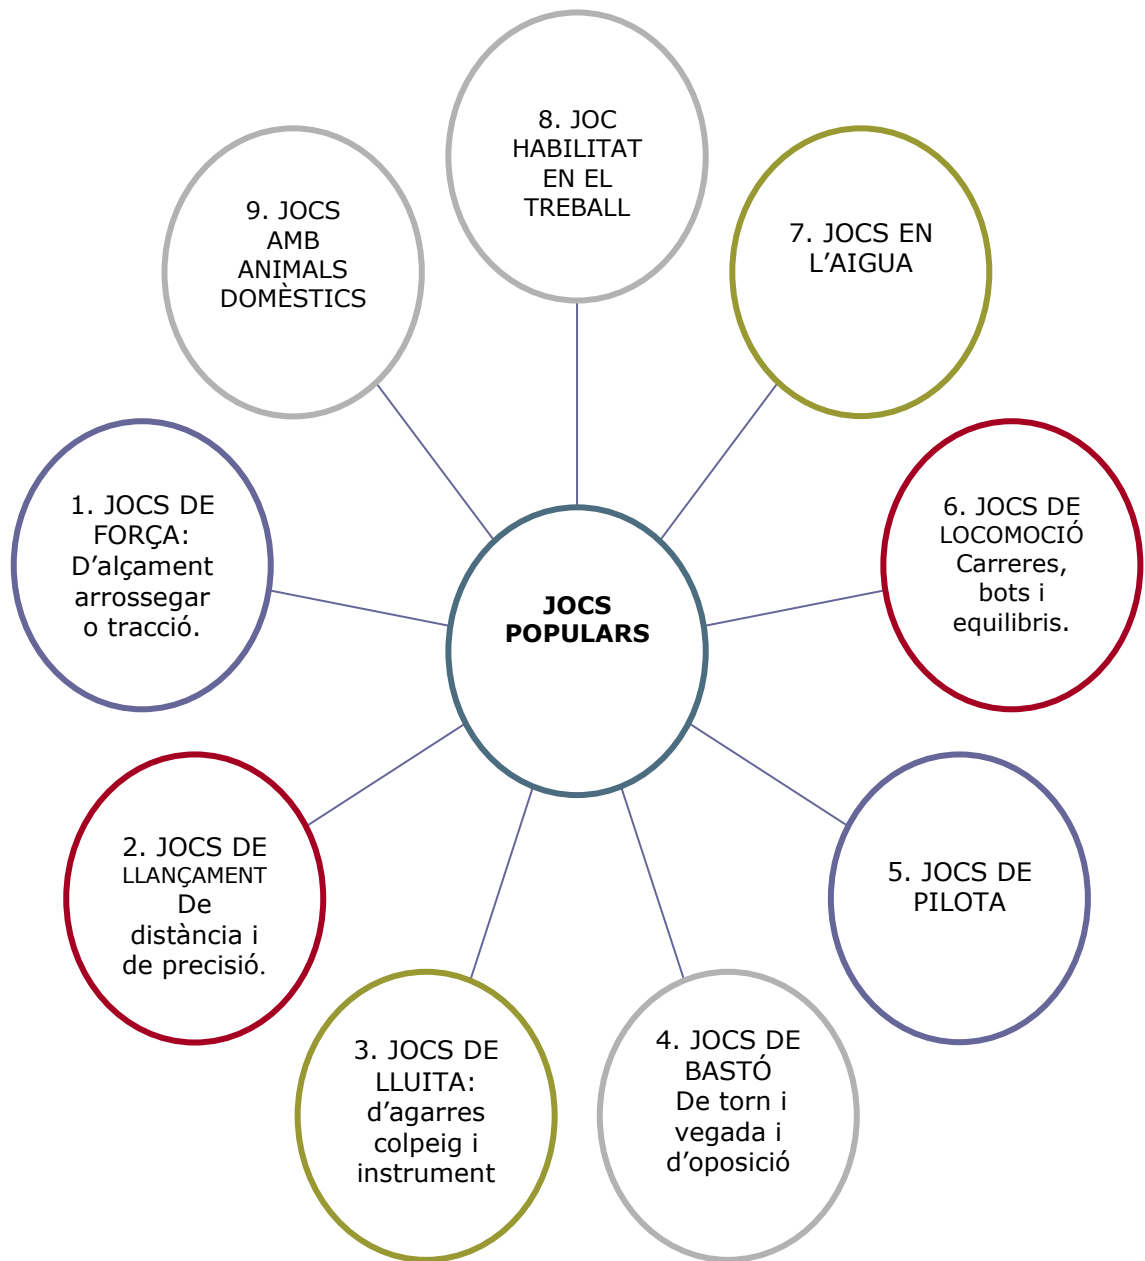 8. JOC
HABILITAT
EN EL
TREBALL
9. JOCS
AMB
ANIMALS
DOMÈSTICS
7. JOCS EN
L’AIGUA
1. JOCS DE
FORÇA:
D’alçament
arrossegar
o tracció.
6. JOCS DE
LOCOMOCIÓ
Carreres,
bots i
equilibris.
JOCS
POPULARS
2. JOCS DE
LLANÇAMENT
De
distància i
de precisió.
5. JOCS DE
PILOTA
3. JOCS DE
LLUITA:
d’agarres
colpeig i
instrument
4. JOCS DE
BASTÓ
De torn i
vegada i
d’oposició